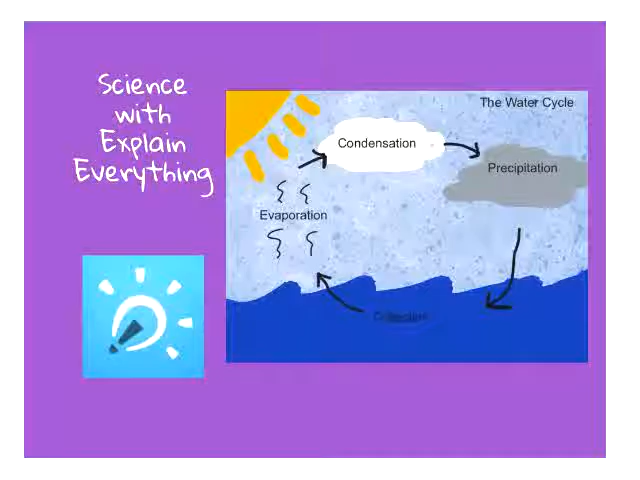 Science
with
Explain
Everything
The Water Cycle
Condensation
Precipitation
Evaporation
Collection